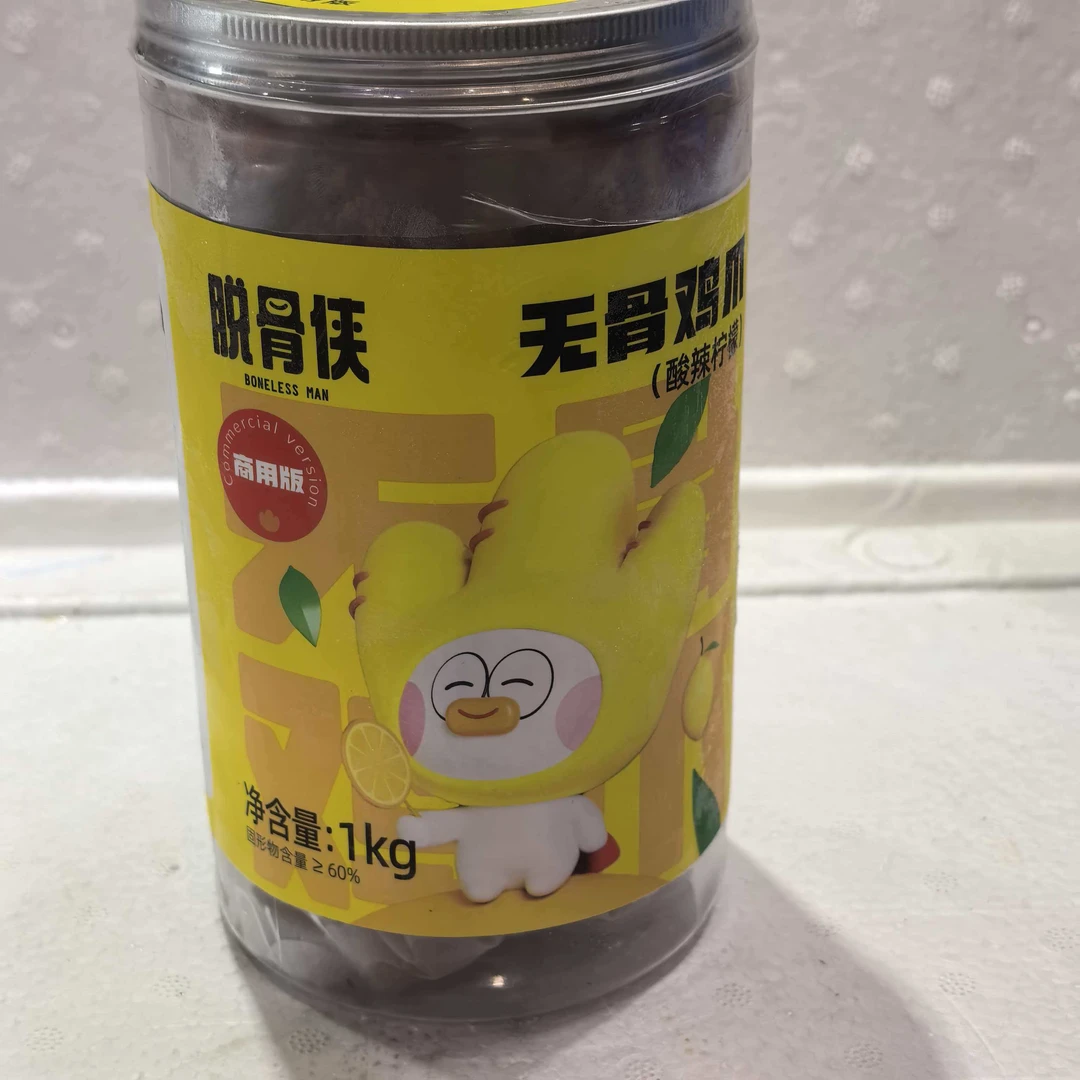 脱骨侠
BONELESS MAN
无骨鸡爪
(酸辣柠檬)
Commercial version
商用版
净含量:1kg
固形物含量≥60%